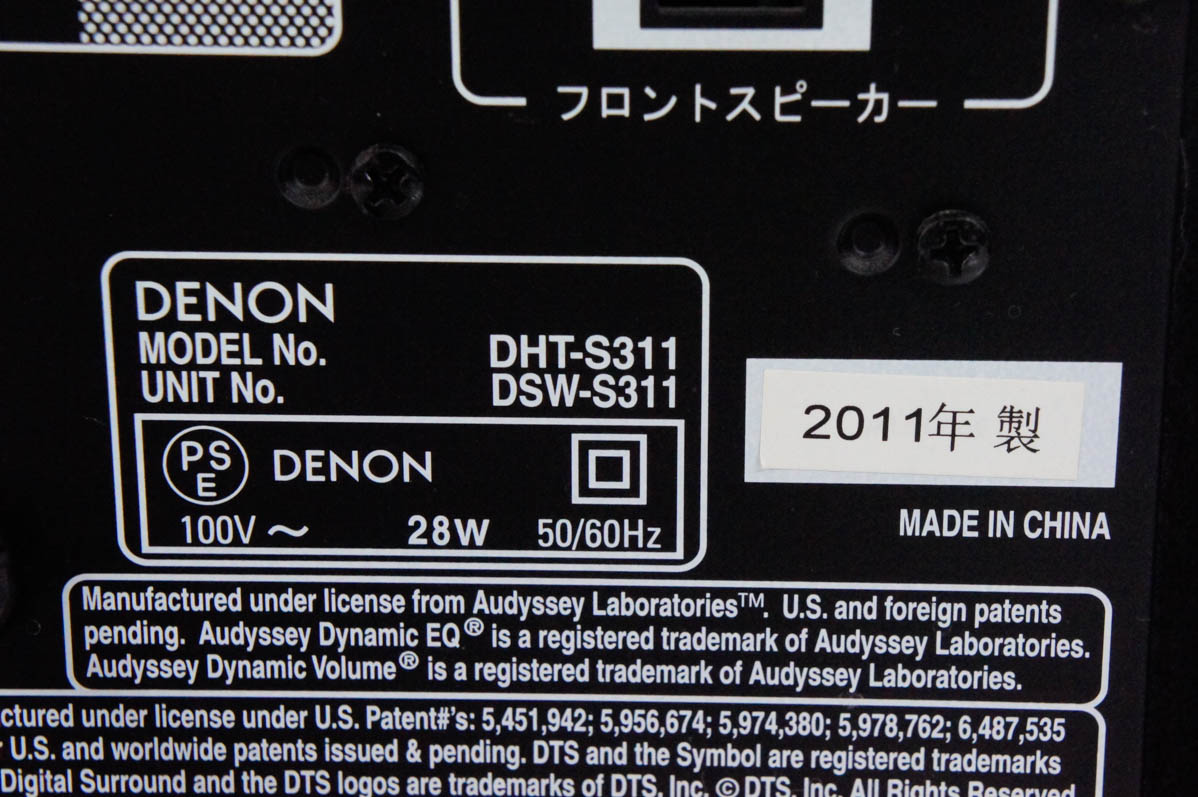 フロントスピーカー
DENON
MODEL No. DHT-S311
UNIT No. DSW-S311
PSE DENON
100V ～ 28W 50/60Hz
2011年 製
MADE IN CHINA
Manufactured under license from Audyssey Laboratories™. U.S. and foreign patents
pending. Audyssey Dynamic EQ® is a registered trademark of Audyssey Laboratories.
Audyssey Dynamic Volume® is a registered trademark of Audyssey Laboratories.
under license under U.S. Patent#'s: 5,451,942; 5,956,674; 5,974,380; 5,978,762; 6,487,535
U.S. and worldwide patents issued & pending. DTS and the Symbol are registered trademarks
Digital Surround and the DTS logos are trademarks of DTS, Inc. © DTS, Inc. All Rights Reserved